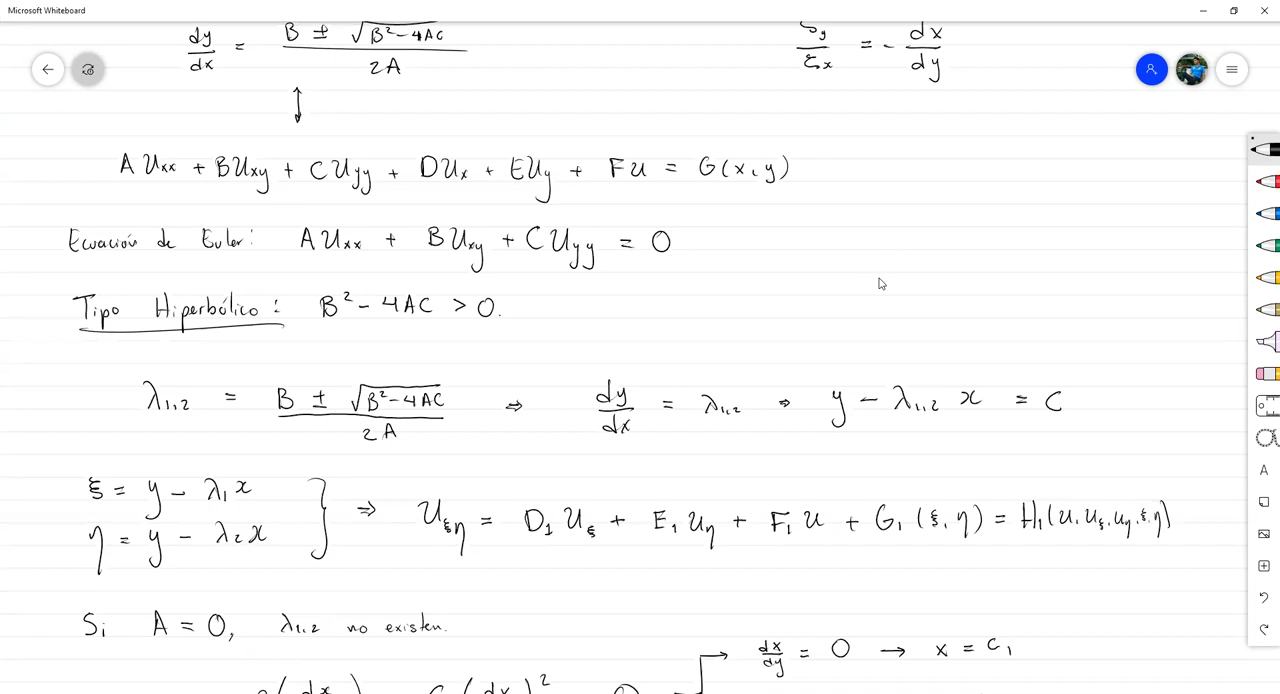 Microsoft Whiteboard
dy/dx = (B ± √(B²-4AC))/2A
ξy/ξx = - dx/dy
A Uxx + B Uxy + C Uyy + D Ux + E Uy + F U = G(x,y)
Ecuación de Euler: A Uxx + B Uxy + C Uyy = 0
Tipo Hiperbólico: B² - 4AC > 0.
λ1,2 = (B ± √(B²-4AC))/2A ⇒ dy/dx = λ1,2 ⇒ y - λ1,2 x = C
ξ = y - λ1x
η = y - λ2x } ⇒ Uξη = D1 Uξ + E1 Uη + F1 U + G1(ξ,η) = H1(U,Uξ,Uη,ξ,η)
Si A = 0, λ1,2 no existen.
dx/dy = 0 → x = C1
A